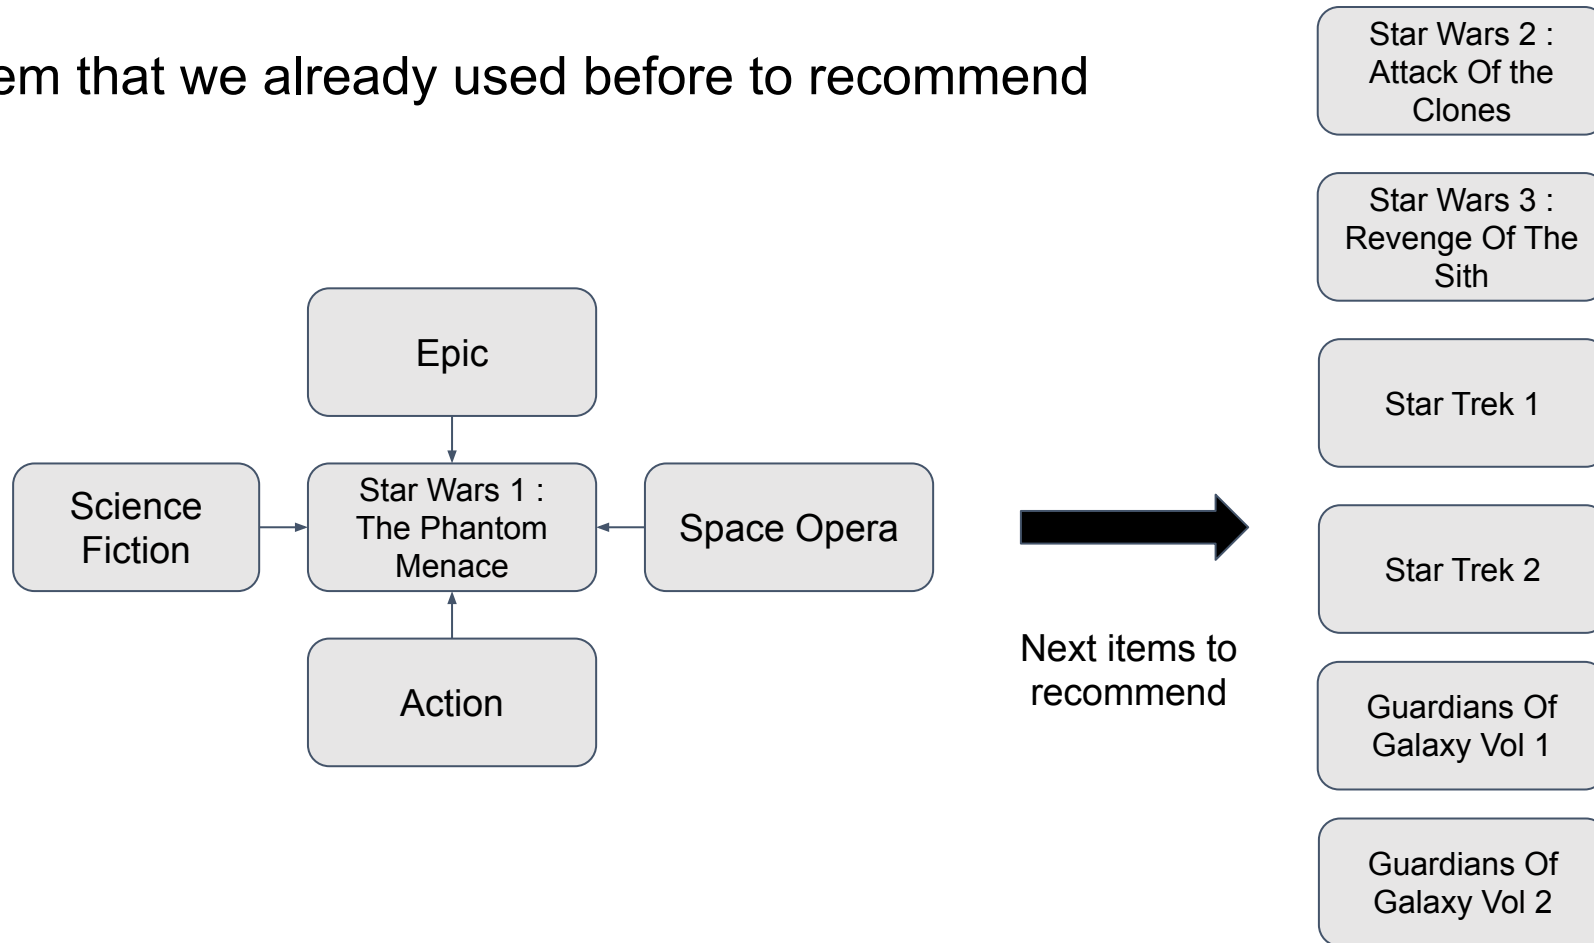 em that we already used before to recommend
Star Wars 2 :
Attack Of the
Clones
Star Wars 3 :
Revenge Of The
Sith
Epic
Star Trek 1
Science
Fiction
Star Wars 1 :
The Phantom
Menace
Space Opera
Star Trek 2
Next items to
recommend
Action
Guardians Of
Galaxy Vol 1
Guardians Of
Galaxy Vol 2